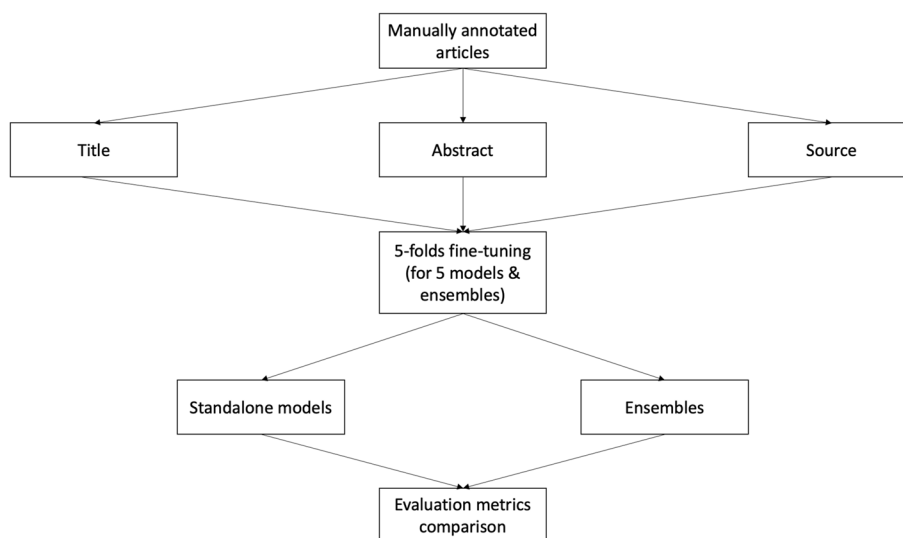 Manually annotated
articles
Title
Abstract
Source
5-folds fine-tuning
(for 5 models &
ensembles)
Standalone models
Ensembles
Evaluation metrics
comparison